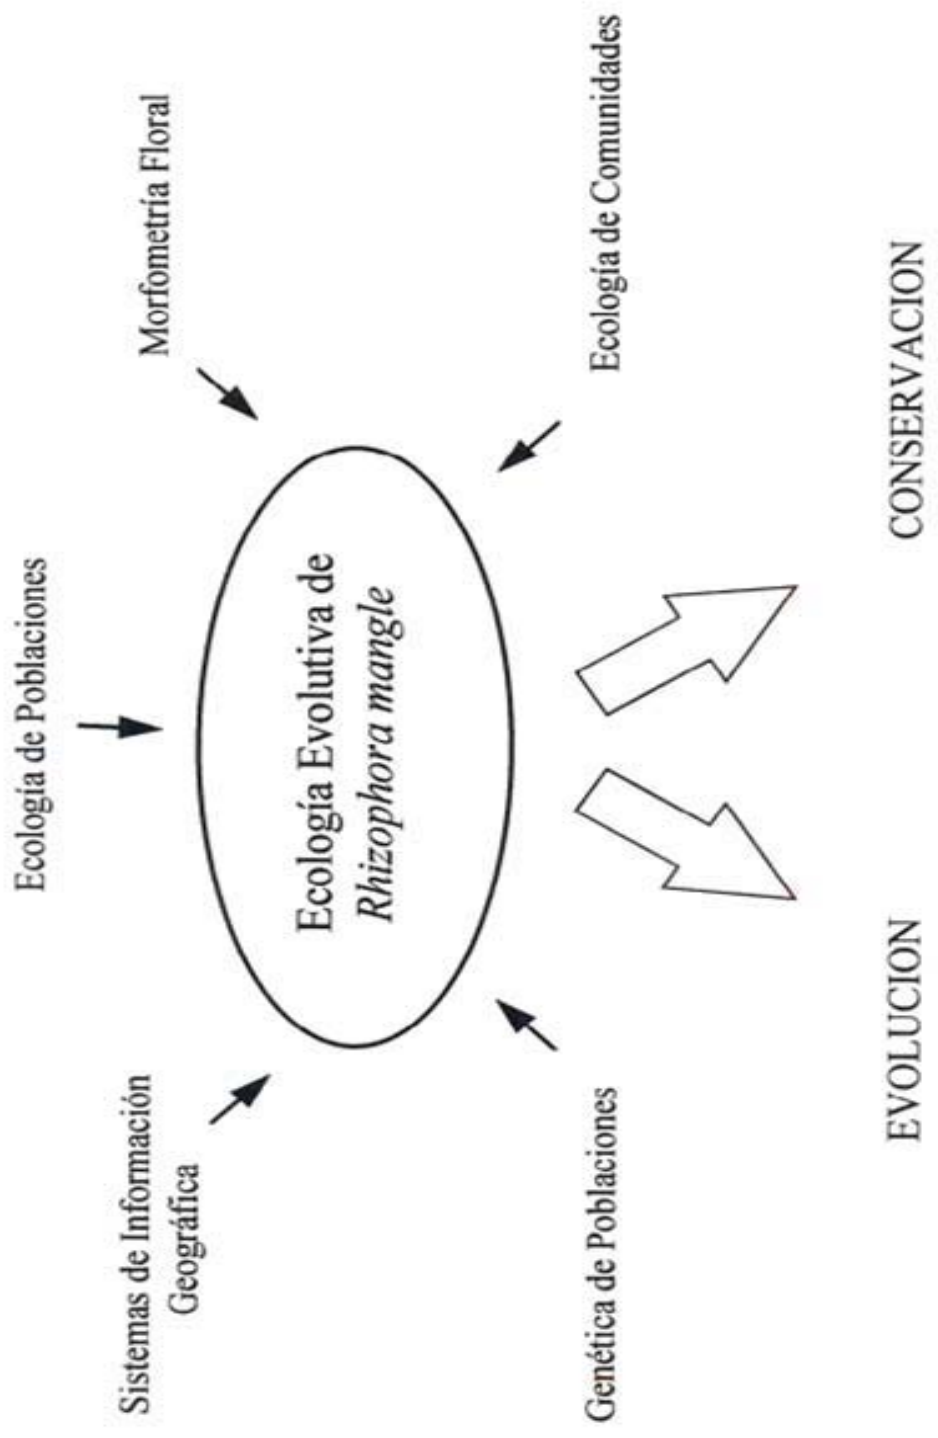 Ecología de Poblaciones
Sistemas de Información
Geográfica
Morfometría Floral
Ecología Evolutiva de
Rhizophora mangle
Genética de Poblaciones
Ecología de Comunidades
EVOLUCION
CONSERVACION